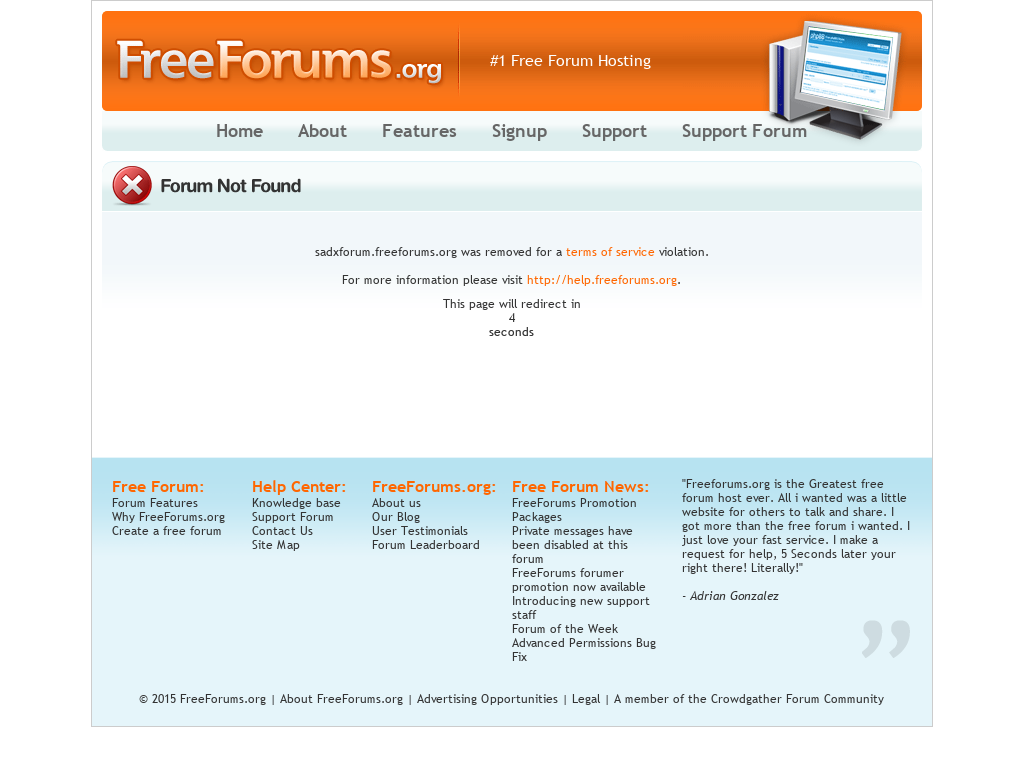 FreeForums.org
#1 Free Forum Hosting
Home About Features Signup Support Support Forum
Forum Not Found
sadxforum.freeforums.org was removed for a terms of service violation.
For more information please visit http://help.freeforums.org.
This page will redirect in
4
seconds
Free Forum:
Forum Features
Why FreeForums.org
Create a free forum
Help Center:
Knowledge base
Support Forum
Contact Us
Site Map
FreeForums.org:
About us
Our Blog
User Testimonials
Forum Leaderboard
Free Forum News:
FreeForums Promotion
Packages
Private messages have
been disabled at this
forum
FreeForums forumer
promotion now available
Introducing new support
staff
Forum of the Week
Advanced Permissions Bug
Fix
"Freeforums.org is the Greatest free
forum host ever. All i wanted was a little
website for others to talk and share. I
got more than the free forum i wanted. I
just love your fast service. I make a
request for help, 5 Seconds later your
right there! Literally!"
- Adrian Gonzalez
”
© 2015 FreeForums.org | About FreeForums.org | Advertising Opportunities | Legal | A member of the Crowdgather Forum Community